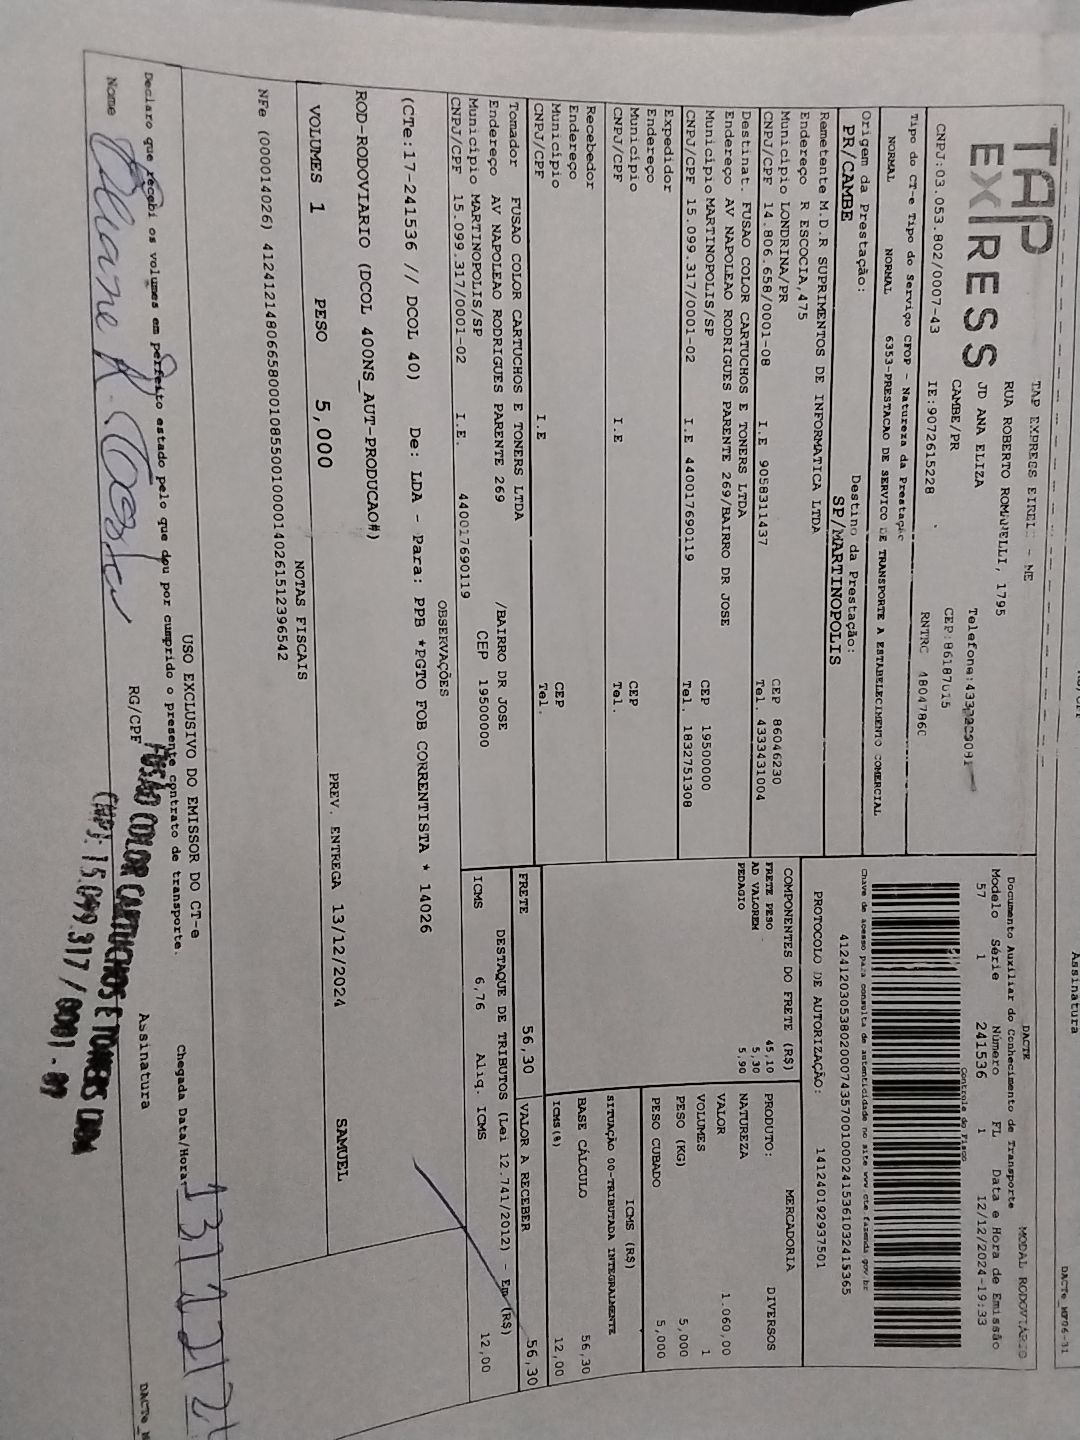 TAP
EXPRESS
TAP EXPRESS EIREL - ME
RUA ROBERTO ROMANELLI, 1795
JD ANA ELIZA
CAMBE/PR
CNPJ:03.053.802/0007-43 IE:9072615228
CEP:86187015
RNTRC 4804786C
Tipo do CT-e Tipo do Serviço CFOP - Natureza da Prestação
NORMAL NORMAL 6353-PRESTACAO DE SERVICO DE TRANSPORTE A ESTABELECIMENTO COMERCIAL
Origem da Prestação: Destino da Prestação:
PR/CAMBE SP/MARTINOPOLIS
DACTE MODAL RODOVIÁRIO
Documento Auxiliar do Conhecimento de Transporte
Modelo Série Número FL Data e Hora de Emissão
57 1 241536 1 12/12/2024-19:33
Controle do Fisco
Chave de acesso para consulta de autenticidade no site www cte fazenda gov br
41241203053802000743570010002415361032415365
PROTOCOLO DE AUTORIZAÇÃO: 141240192937501
Remetente M.D.R SUPRIMENTOS DE INFORMATICA LTDA
Endereço R ESCOCIA,475
Município LONDRINA/PR CEP 86046230
CNPJ/CPF 14.806.658/0001-08 I.E 9058311437 Tel. 4333431004
Destinat. FUSAO COLOR CARTUCHOS E TONERS LTDA
Endereço AV NAPOLEAO RODRIGUES PARENTE 269/BAIRRO DR JOSE
Município MARTINOPOLIS/SP CEP 19500000
CNPJ/CPF 15.099.317/0001-02 I.E 440017690119 Tel. 1832751308
Expedidor
Endereço
Município CEP
CNPJ/CPF I.E Tel.
Recebedor
Endereço
Município CEP
CNPJ/CPF I.E Tel.
Tomador FUSAO COLOR CARTUCHOS E TONERS LTDA
Endereço AV NAPOLEAO RODRIGUES PARENTE 269 /BAIRRO DR JOSE
Município MARTINOPOLIS/SP CEP 19500000
CNPJ/CPF 15.099.317/0001-02 I.E. 440017690119
COMPONENTES DO FRETE (R$)
FRETE PESO 45,10
AD VALOREM 5,30
PEDAGIO 5,90
FRETE 56,30
MERCADORIA
PRODUTO: DIVERSOS
NATUREZA
VALOR 1.060,00
VOLUMES 1
PESO (KG) 5,000
PESO CUBADO 5,000
ICMS (R$)
SITUAÇÃO 00-TRIBUTADA INTEGRALMENTE
BASE CÁLCULO 56,30
ICMS(%) 12,00
VALOR A RECEBER 56,30
DESTAQUE DE TRIBUTOS (Lei 12.741/2012) - Em (R$)
ICMS 6,76 Aliq. ICMS 12,00
OBSERVAÇÕES
(CTe:17-241536 // DCOL 40) De: LDA - Para: PPB *PGTO FOB CORRENTISTA * 14026
ROD-RODOVIARIO (DCOL 400NS_AUT-PRODUCAO#)
VOLUMES 1 PESO 5,000 PREV. ENTREGA 13/12/2024 SAMUEL
NOTAS FISCAIS
NFe (000014026) 41241214806658000108550010000140261512396542
USO EXCLUSIVO DO EMISSOR DO CT-e
Declaro que recebi os volumes em perfeito estado pelo que dou por cumprido o presente contrato de transporte.
Chegada Data/Hora 13/12/24
Nome RG/CPF Assinatura
FUSÃO COLOR CARTUCHOS E TONERS LTDA
Assinatura